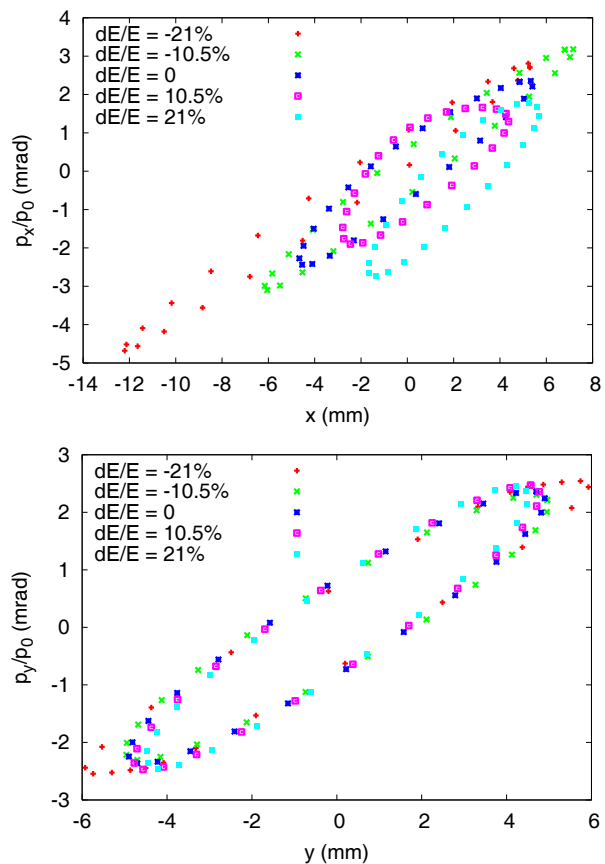 dE/E = -21%
dE/E = -10.5%
dE/E = 0
dE/E = 10.5%
dE/E = 21%
4
3
2
1
0
-1
-2
-3
-4
-5
pₓ/p₀ (mrad)
-14 -12 -10 -8 -6 -4 -2 0 2 4 6 8
x (mm)
dE/E = -21%
dE/E = -10.5%
dE/E = 0
dE/E = 10.5%
dE/E = 21%
3
2
1
0
-1
-2
-3
p_y/p₀ (mrad)
-6 -4 -2 0 2 4 6
y (mm)